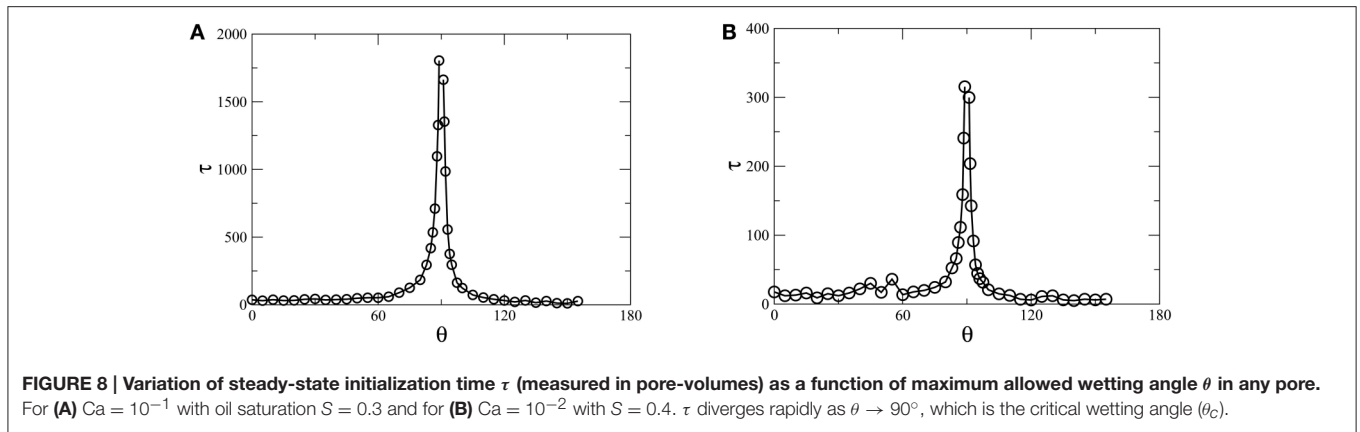 A
2000
1500
1000
500
0
τ
0
60
120
180
θ
B
400
300
200
100
0
τ
0
60
120
180
θ
FIGURE 8 | Variation of steady-state initialization time τ (measured in pore-volumes) as a function of maximum allowed wetting angle θ in any pore.
For (A) Ca = 10⁻¹ with oil saturation S = 0.3 and for (B) Ca = 10⁻² with S = 0.4. τ diverges rapidly as θ → 90°, which is the critical wetting angle (θ_C).